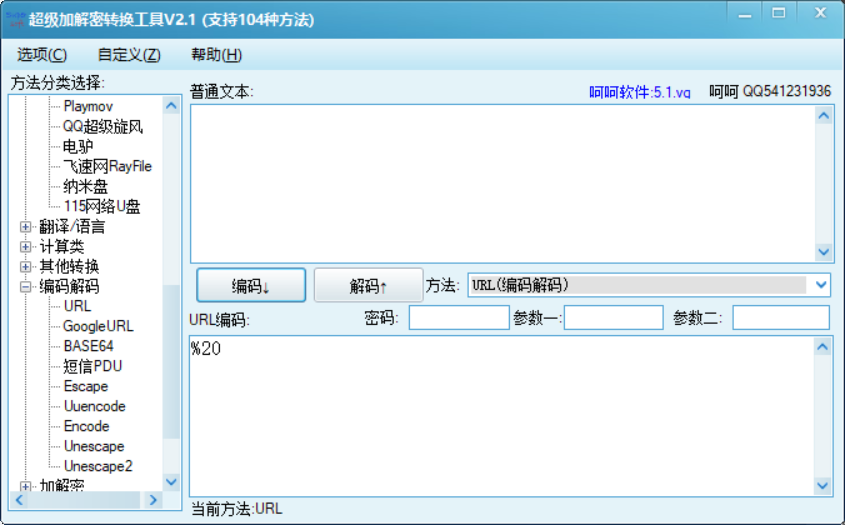 超级加解密转换工具V2.1 (支持104种方法)
选项(C) 自定义(Z) 帮助(H)
方法分类选择:
Playmov
QQ超级旋风
电驴
飞速网RayFile
纳米盘
115网络U盘
翻译/语言
计算类
其他转换
编码解码
URL
GoogleURL
BASE64
短信PDU
Escape
Uuencode
Encode
Unescape
Unescape2
加解密
普通文本: 呵呵软件:5.1.vg 呵呵 QQ541231936
编码↓ 解码↑ 方法: URL(编码解码)
URL编码: 密码: 参数一: 参数二:
%20
当前方法:URL